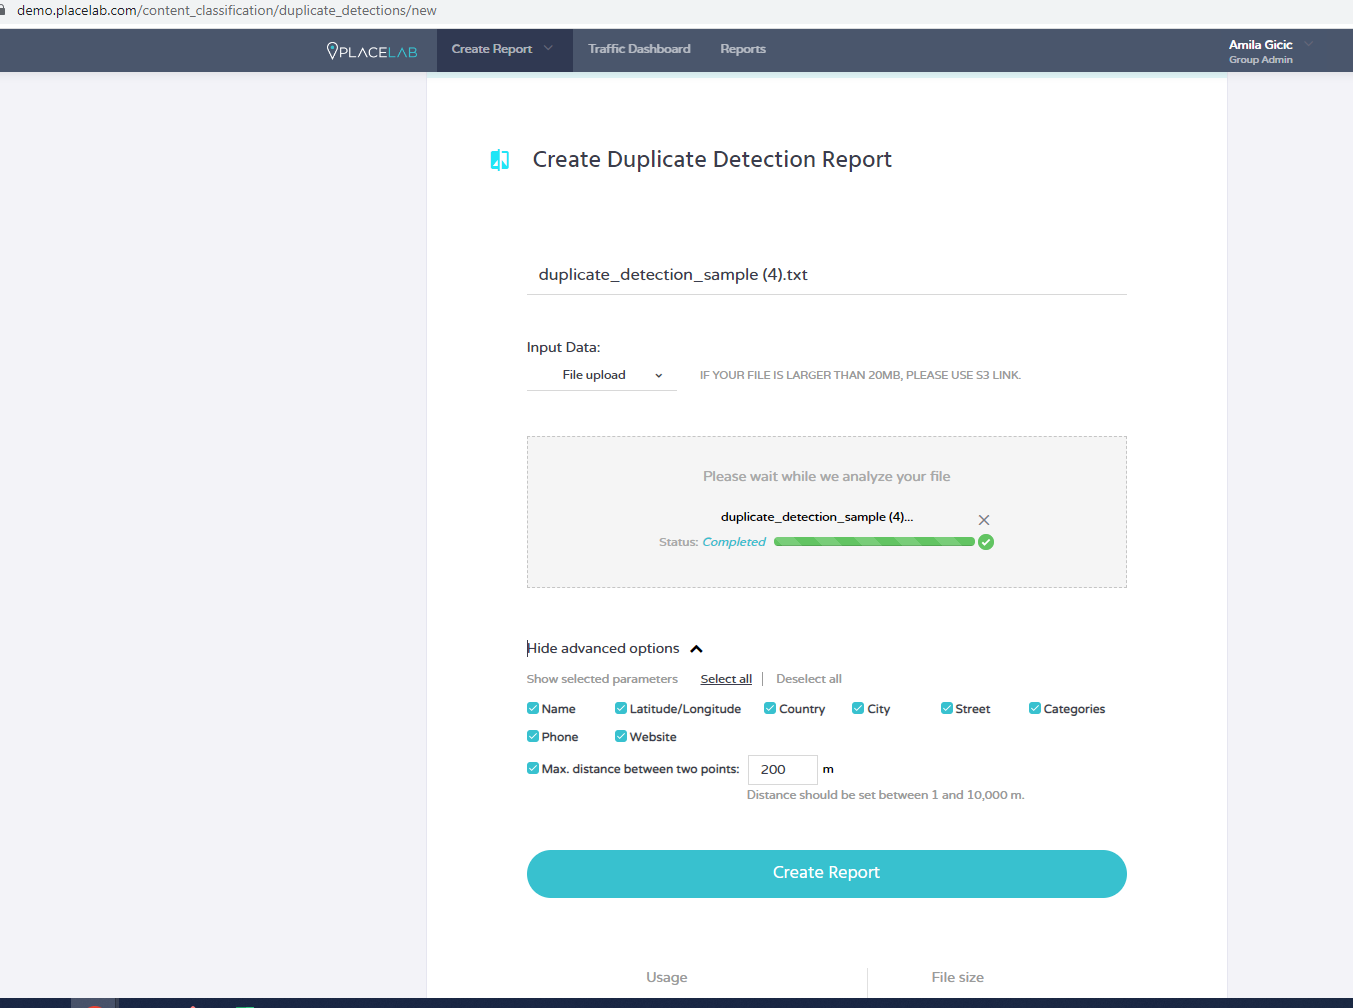 demo.placelab.com/content_classification/duplicate_detections/new
PLACELAB
Create Report
Traffic Dashboard
Reports
Amila Gicic
Group Admin
Create Duplicate Detection Report
duplicate_detection_sample (4).txt
Input Data:
File upload
IF YOUR FILE IS LARGER THAN 20MB, PLEASE USE S3 LINK.
Please wait while we analyze your file
duplicate_detection_sample (4)...
Status: Completed
Hide advanced options
Show selected parameters Select all | Deselect all
Name Latitude/Longitude Country City Street Categories
Phone Website
Max. distance between two points: 200 m
Distance should be set between 1 and 10,000 m.
Create Report
Usage
File size